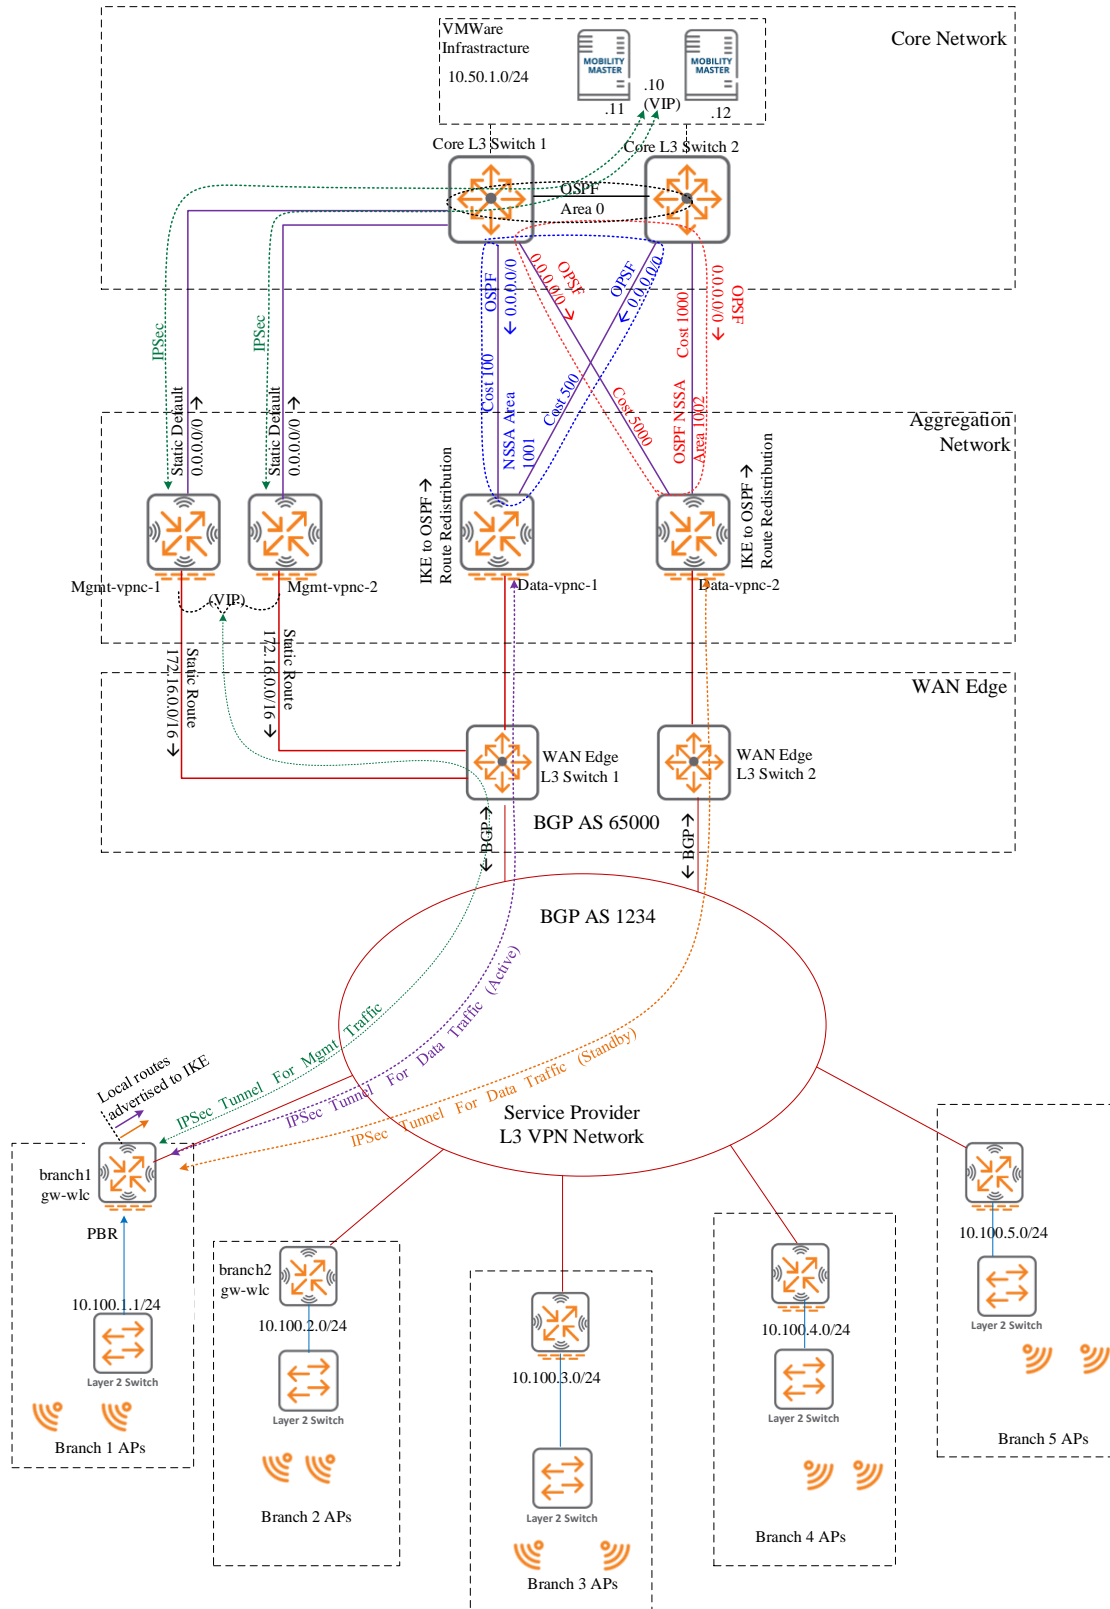 VMWare
Infrastracture
10.50.1.0/24
Core Network
MOBILITY
MASTER
MOBILITY
MASTER
.10
(VIP)
.11
.12
Core L3 Switch 1
Core L3 Switch 2
OSPF
Area 0
IPSec
IPSec
OSPF
← 0.0.0.0/0
OPSF
0.0.0.0/0 →
OPSF
← 0.0.0.0/0
OPSF
0.0.0.0/0 →
Cost 100
Cost 500
Cost 5000
Cost 1000
NSSA Area
1001
OSPF NSSA
Area 1002
Static Default
0.0.0.0/0 →
Static Default
0.0.0.0/0 →
Aggregation
Network
IKE to OSPF →
Route Redistribution
IKE to OSPF →
Route Redistribution
Mgmt-vpnc-1
Mgmt-vpnc-2
Data-vpnc-1
Data-vpnc-2
(VIP)
Static Route
172.16.0.0/16 →
Static Route
172.16.0.0/16 →
WAN Edge
WAN Edge
L3 Switch 1
WAN Edge
L3 Switch 2
←BGP→
←BGP→
BGP AS 65000
BGP AS 1234
IPSec Tunnel For Mgmt Traffic
IPSec Tunnel For Data Traffic (Active)
IPSec Tunnel For Data Traffic (Standby)
Service Provider
L3 VPN Network
Local routes
advertised to IKE
branch1
gw-wlc
PBR
10.100.1.1/24
Layer 2 Switch
Branch 1 APs
branch2
gw-wlc
10.100.2.0/24
Layer 2 Switch
Branch 2 APs
10.100.3.0/24
Layer 2 Switch
Branch 3 APs
10.100.4.0/24
Layer 2 Switch
Branch 4 APs
10.100.5.0/24
Layer 2 Switch
Branch 5 APs